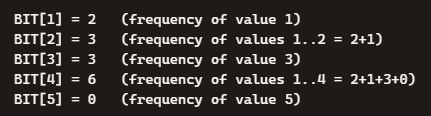 BIT[1] = 2   (frequency of value 1)
BIT[2] = 3   (frequency of values 1..2 = 2+1)
BIT[3] = 3   (frequency of value 3)
BIT[4] = 6   (frequency of values 1..4 = 2+1+3+0)
BIT[5] = 0   (frequency of value 5)